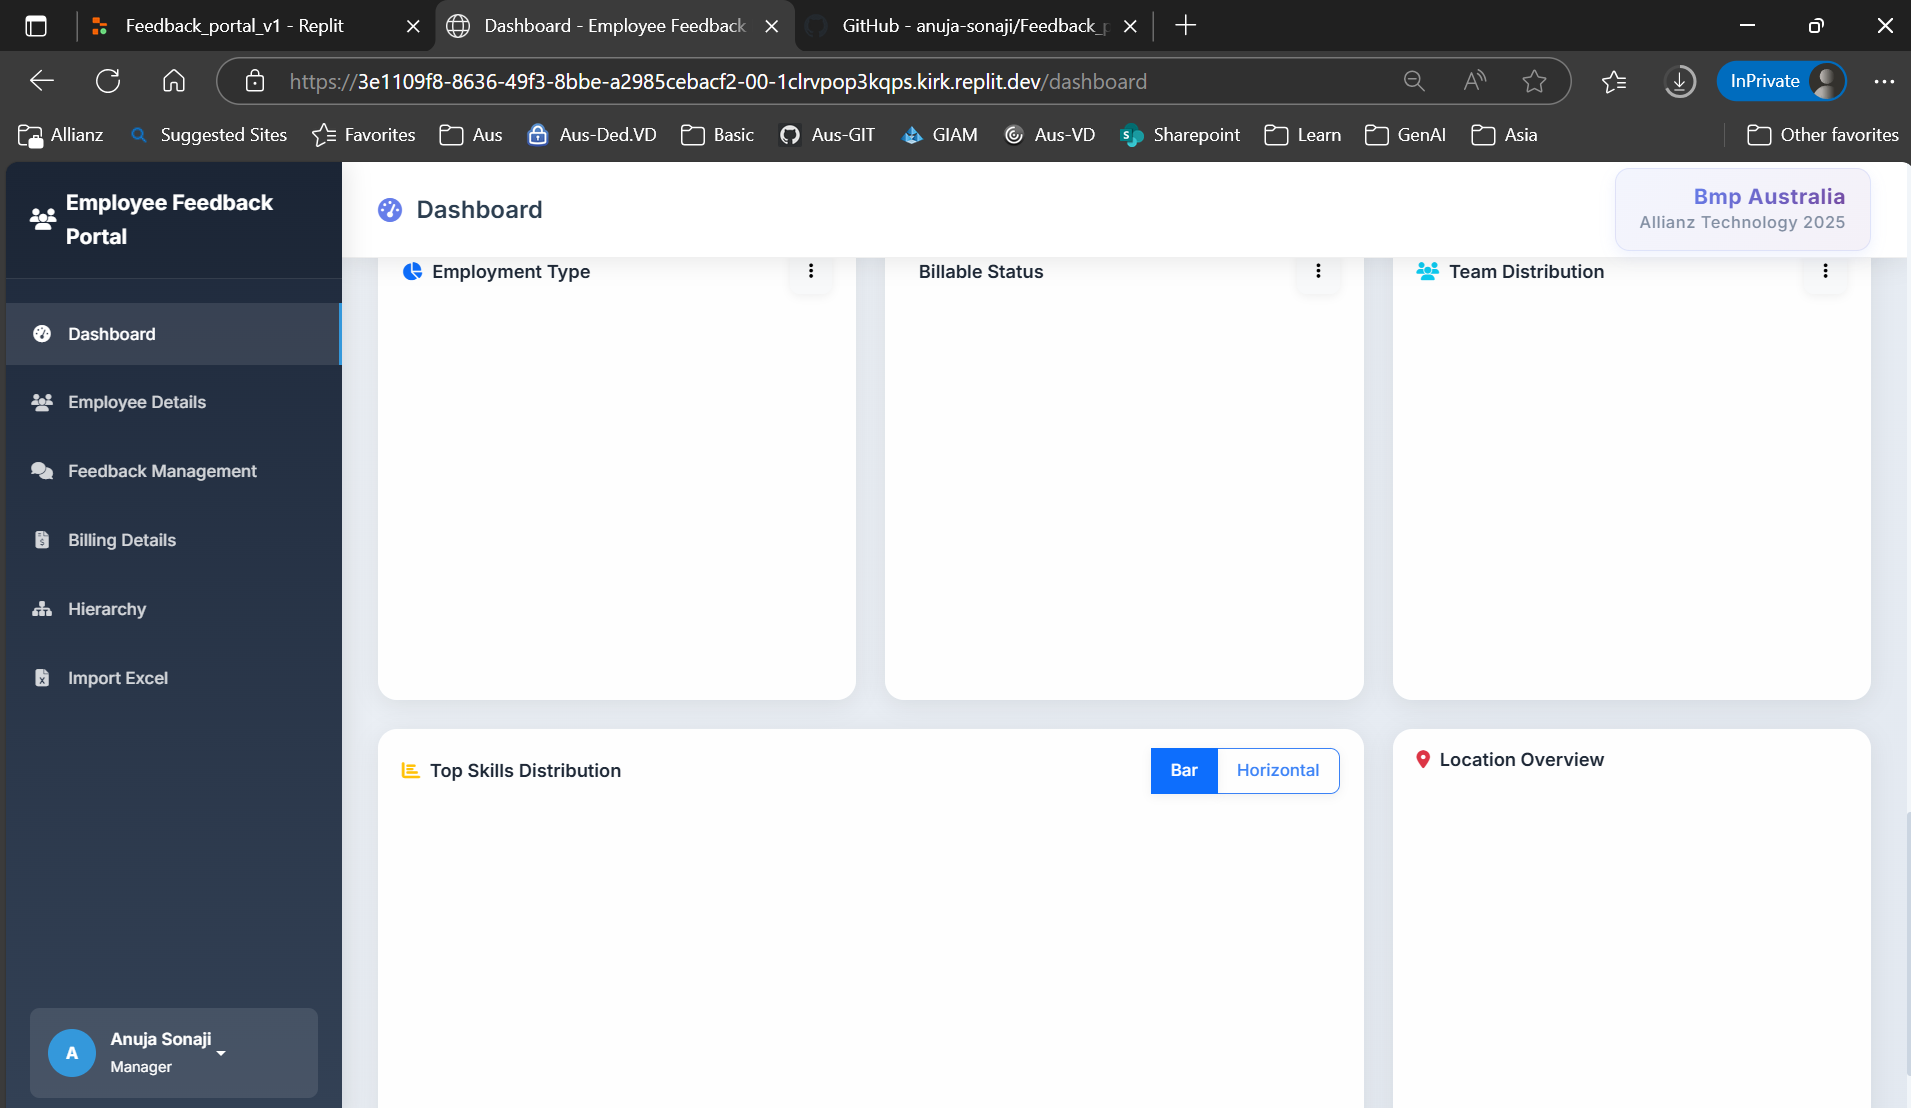 Feedback_portal_v1 - Replit
Dashboard - Employee Feedback
GitHub - anuja-sonaji/Feedback_p
https://3e1109f8-8636-49f3-8bbe-a2985cebacf2-00-1clrvpop3kqps.kirk.replit.dev/dashboard
InPrivate
Allianz
Suggested Sites
Favorites
Aus
Aus-Ded.VD
Basic
Aus-GIT
GIAM
Aus-VD
Sharepoint
Learn
GenAI
Asia
Other favorites
Employee Feedback
Portal
Dashboard
Bmp Australia
Allianz Technology 2025
Dashboard
Employee Details
Feedback Management
Billing Details
Hierarchy
Import Excel
Employment Type
Billable Status
Team Distribution
Top Skills Distribution
Bar
Horizontal
Location Overview
A
Anuja Sonaji
Manager